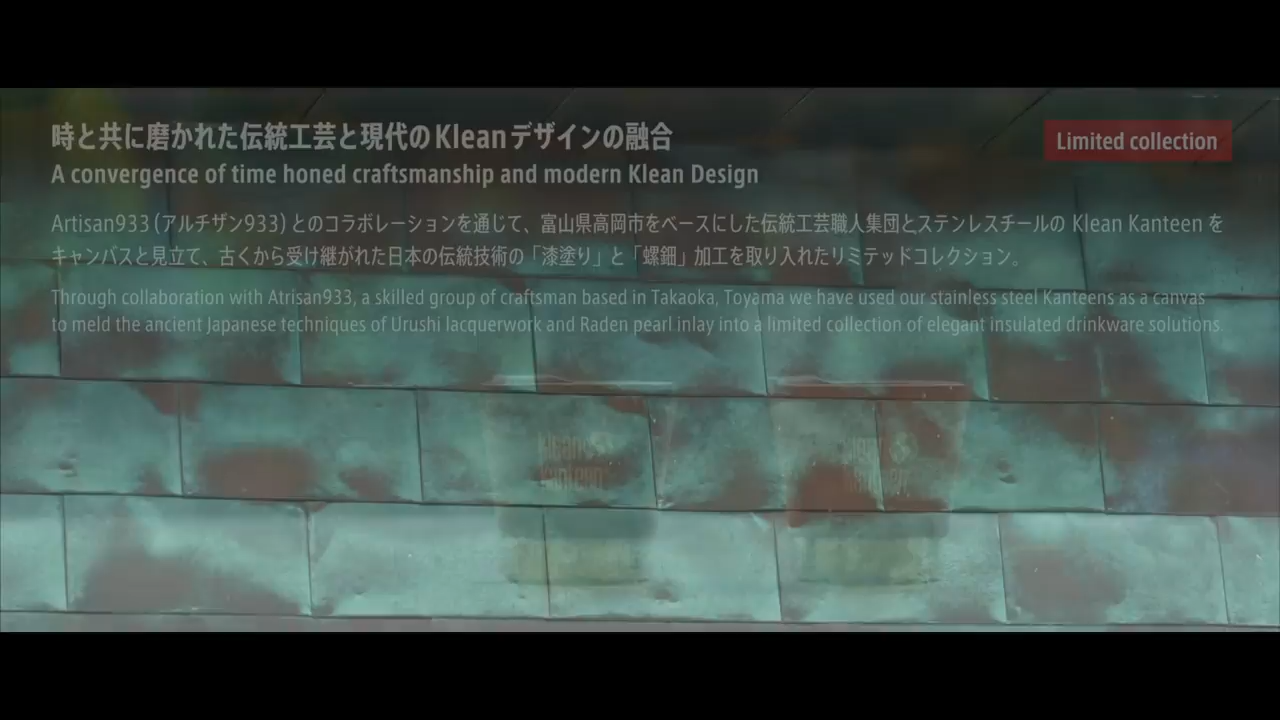 時と共に磨かれた伝統工芸と現代のKleanデザインの融合
Limited collection
A convergence of time honed craftsmanship and modern Klean Design
Artisan933(アルチザン933)とのコラボレーションを通じて、富山県高岡市をベースにした伝統工芸職人集団とステンレスチールの Klean Kanteen を
キャンバスと見立て、古くから受け継がれた日本の伝統技術の「漆塗り」と「螺鈿」加工を取り入れたリミテッドコレクション。
Through collaboration with Atrisan933, a skilled group of craftsman based in Takaoka, Toyama we have used our stainless steel Kanteens as a canvas
to meld the ancient Japanese techniques of Urushi lacquerwork and Raden pearl inlay into a limited collection of elegant insulated drinkware solutions.
klean
kanteen
klean
kanteen